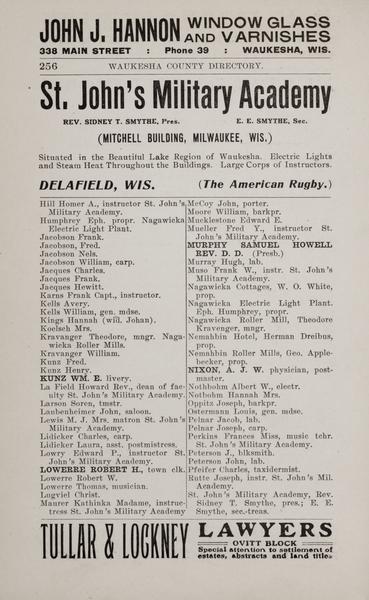 JOHN J. HANNON WINDOW GLASS AND VARNISHES
338 MAIN STREET : Phone 39 : WAUKESHA, WIS.
256 WAUKESHA COUNTY DIRECTORY.
St. John's Military Academy
REV. SIDNEY T. SMYTHE, Pres. E. E. SMYTHE, Sec.
(MITCHELL BUILDING, MILWAUKEE, WIS.)
Situated in the Beautiful Lake Region of Waukesha. Electric Lights
and Steam Heat Throughout the Buildings. Large Corps of Instructors.
DELAFIELD, WIS. (The American Rugby.)
Hill Homer A., instructor St. John's
Military Academy.
Humphrey Eph. propr. Nagawicka
Electric Light Plant.
Jacobson Frank.
Jacobson, Fred.
Jacobson Nels.
Jacobson William, carp.
Jacques Charles.
Jacques Frank.
Jacques Hewitt.
Karns Frank Capt., instructor.
Kells Avery.
Kells William, gen. mdse.
Kings Hannah (wid. Johan).
Koelsch Mrs.
Kravanger Theodore, mngr. Naga-
wicka Roller Mills.
Kravanger William.
Kunz Fred.
Kunz Henry.
KUNZ WM. E. livery.
La Field Howard Rev., dean of fac-
ulty St. John's Military Academy.
Larson Soren, tmstr.
Laubenheimer John, saloon.
Lewis M. J. Mrs. matron St. John's
Military Academy.
Lidicker Charles, carp.
Lidicker Laura, asst. postmistress.
Lowry Edward P., instructor St.
John's Military Academy.
LOWERRE ROBERT H., town clk.
Lowerre Robert W.
Lowerre Thomas, musician.
Lugviel Christ.
Maurer Kathinka Madame, instruc-
tress St. John's Military Academy
McCoy John, porter.
Moore William, barkpr.
Mucklestone Edward E.
Mueller Fred Y., instructor St.
John's Military Academy.
MURPHY SAMUEL HOWELL
REV. D. D. (Presb.)
Murray Hugh, lab.
Muso Frank W., instr. St. John's
Military Academy.
Nagawicka Cottages, W. O. White,
prop.
Nagawicka Electric Light Plant.
Eph. Humphrey, propr.
Nagawicka Roller Mill, Theodore
Kravenger, mngr.
Nemahbin Hotel, Herman Dreibus,
prop.
Nemahbin Roller Mills, Geo. Apple-
becker, prop.
NIXON, A. J. W. physician, post-
master.
Nothbohm Albert W., electr.
Notbohm Hannah Mrs.
Oppitz Joseph, barkpr.
Ostermann Louis, gen. mdse.
Pelnar Jacob, lab.
Pelnar Joseph, carp.
Perkins Frances Miss, music tchr.
St. John's Military Academy.
Peterson J., blksmth.
Peterson John, lab.
Pfeifer Charles, taxidermist.
Ratte Joseph, instr. St. John's Mil.
Academy.
St. John's Military Academy, Rev.
Sidney T. Smythe, pres.; E. E.
Smythe, sec.-treas.
TULLAR & LOCKNEY LAWYERS
OVITT BLOCK
Special attention to settlement of
estates, abstracts and land titles